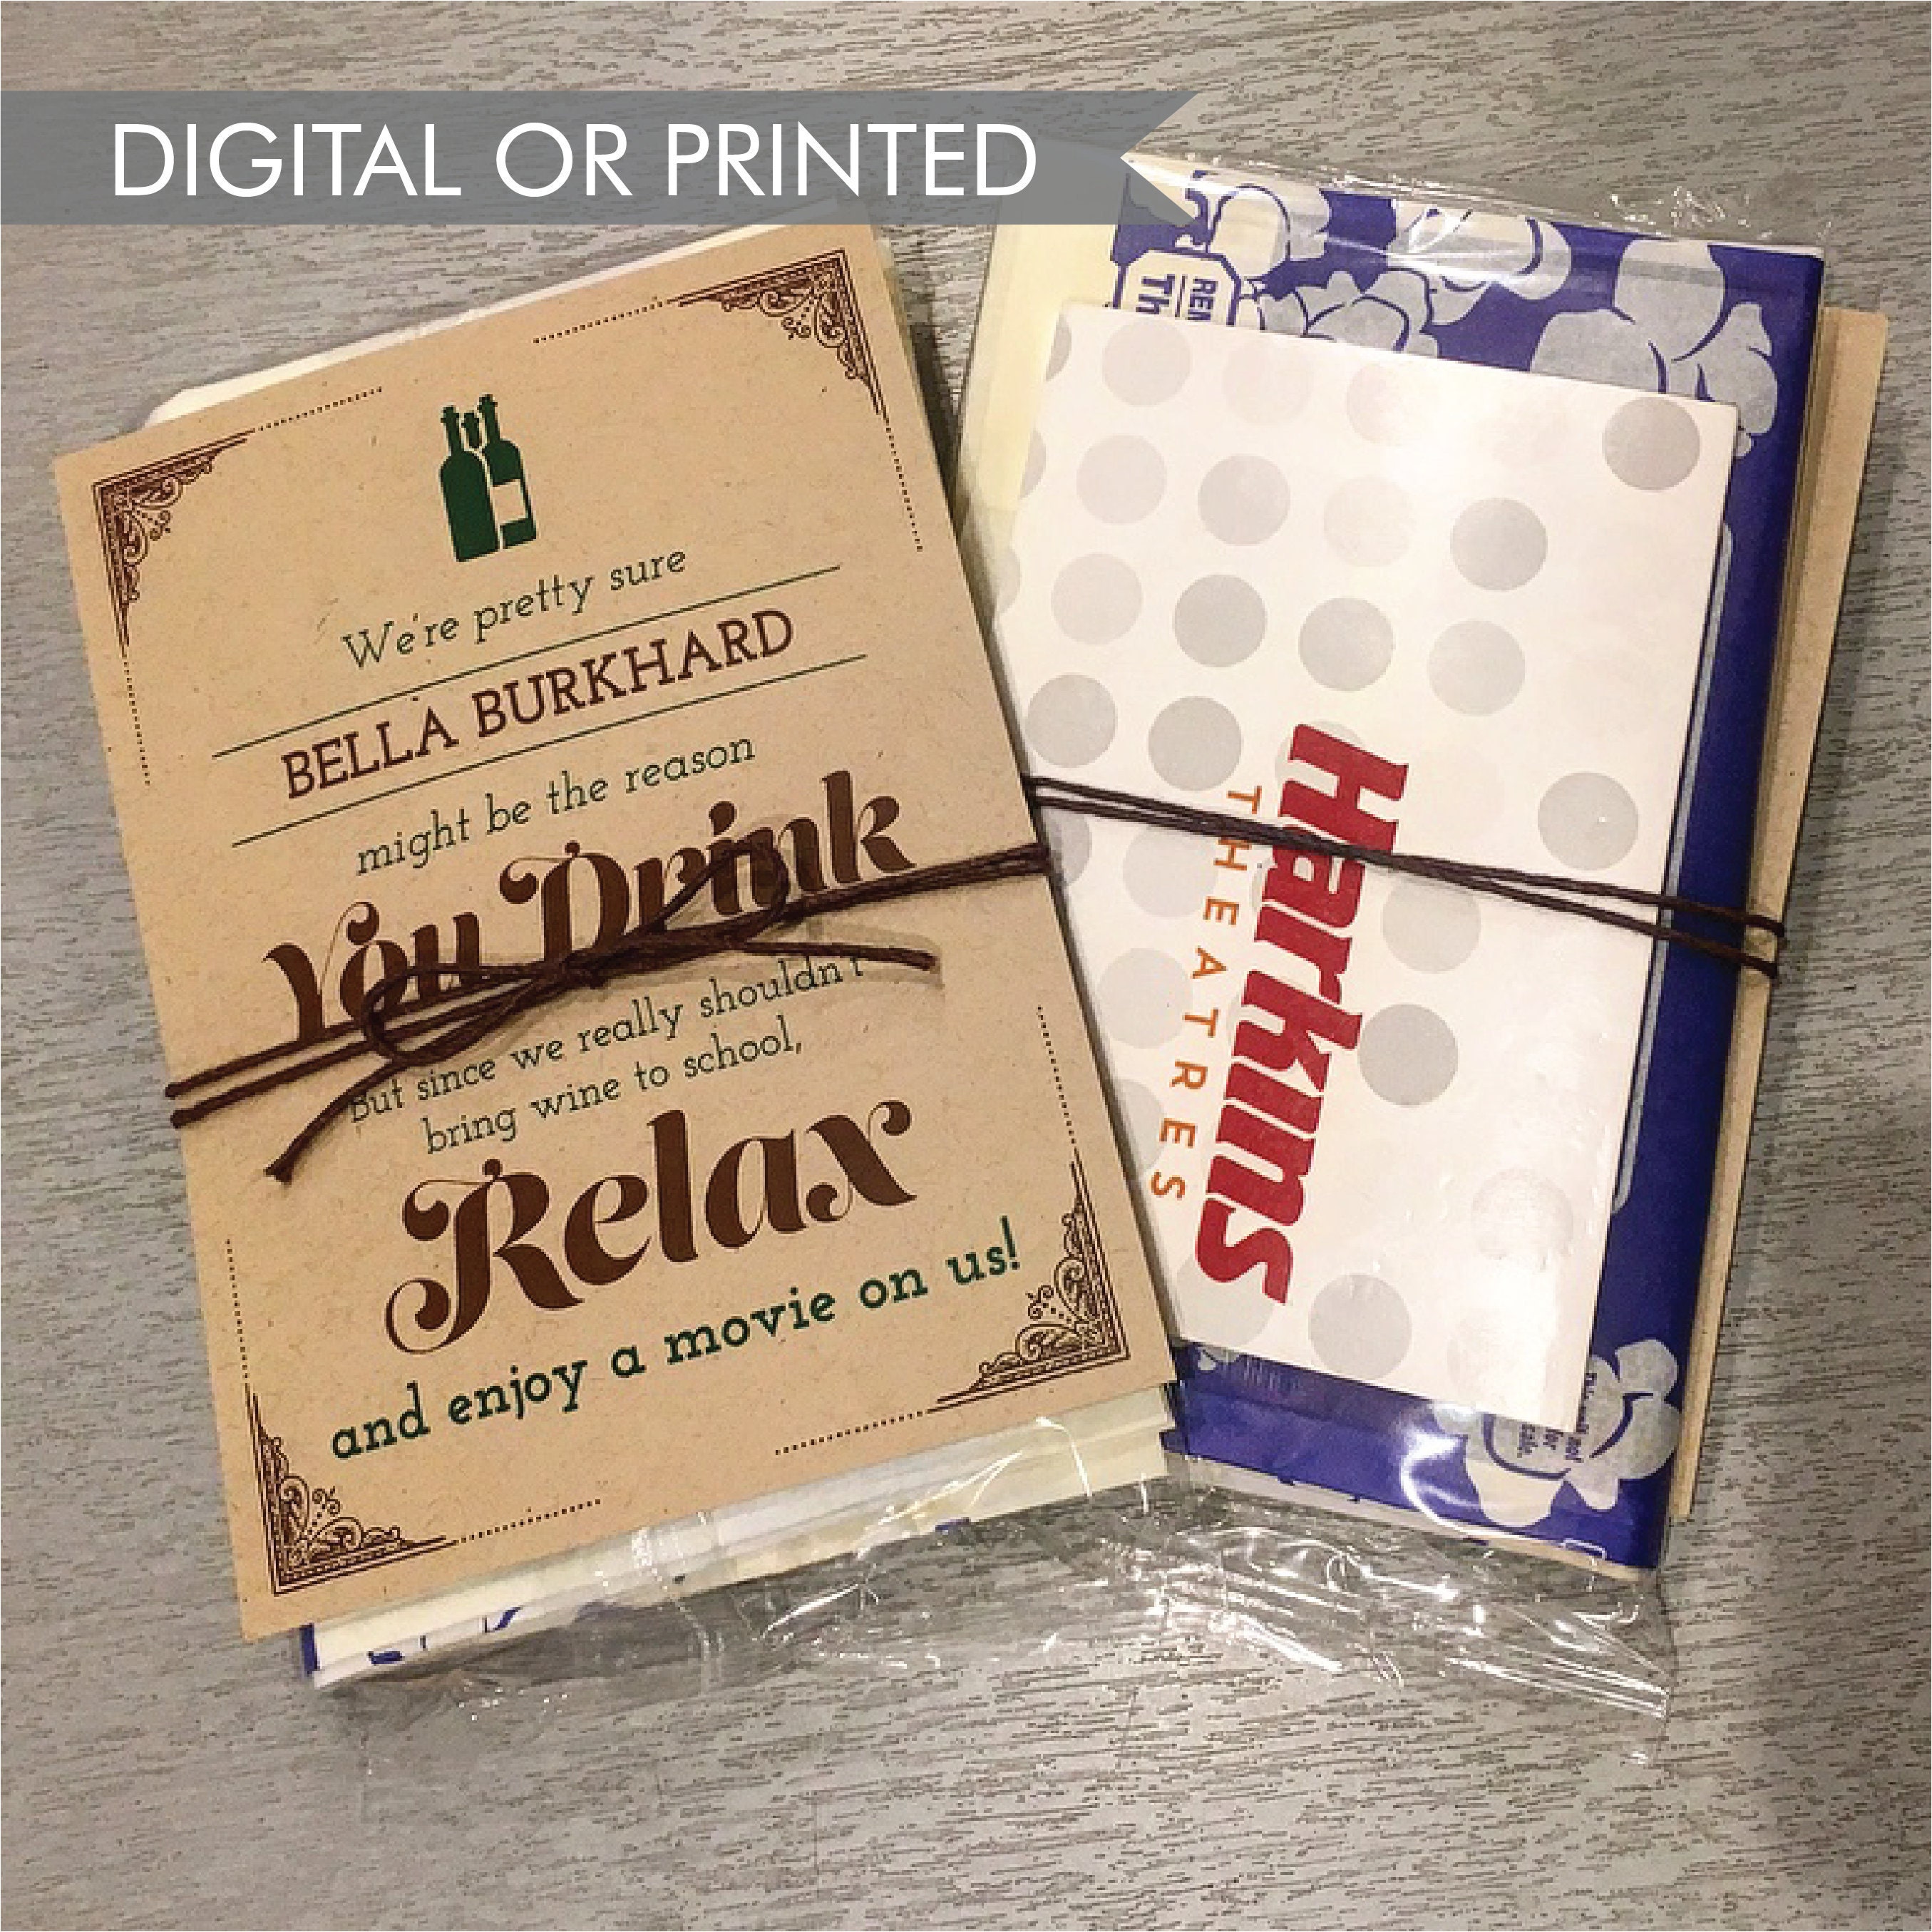 DIGITAL OR PRINTED
We're pretty sure
BELLA BURKHARD
might be the reason
You Drink
But since we really shouldn't
bring wine to school,
Relax
and enjoy a movie on us!
Harkins
THEATRES